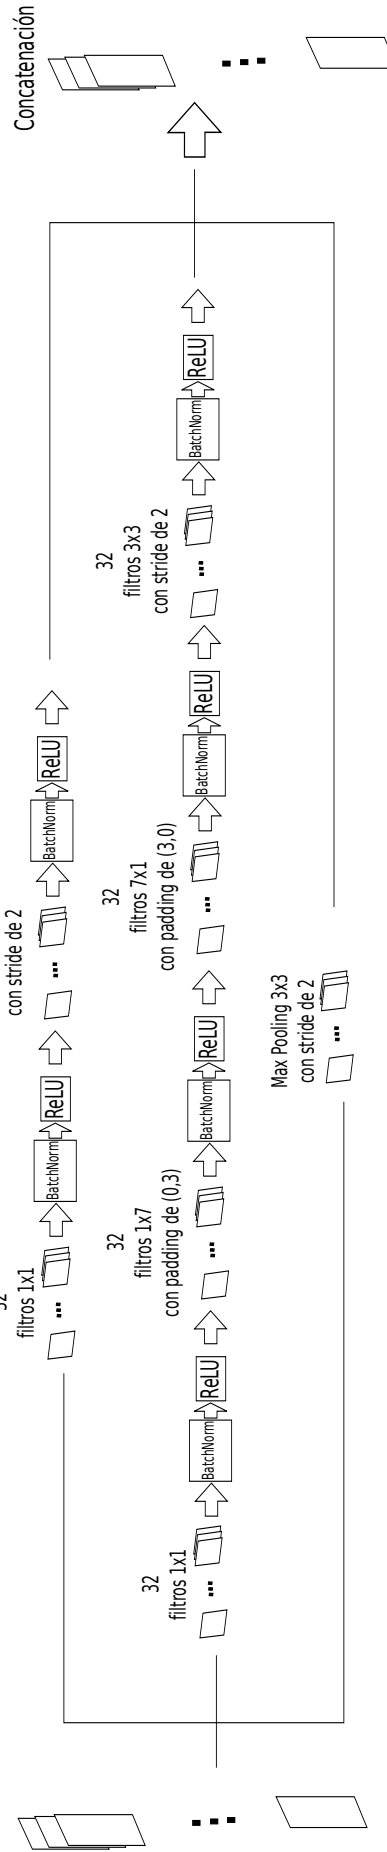 Concatenación
filtros 1x1
BatchNorm
ReLU
con stride de 2
BatchNorm
ReLU
32
filtros 1x1
BatchNorm
ReLU
32
filtros 1x7
con padding de (0,3)
BatchNorm
ReLU
32
filtros 7x1
con padding de (3,0)
BatchNorm
ReLU
32
filtros 3x3
con stride de 2
BatchNorm
ReLU
Max Pooling 3x3
con stride de 2